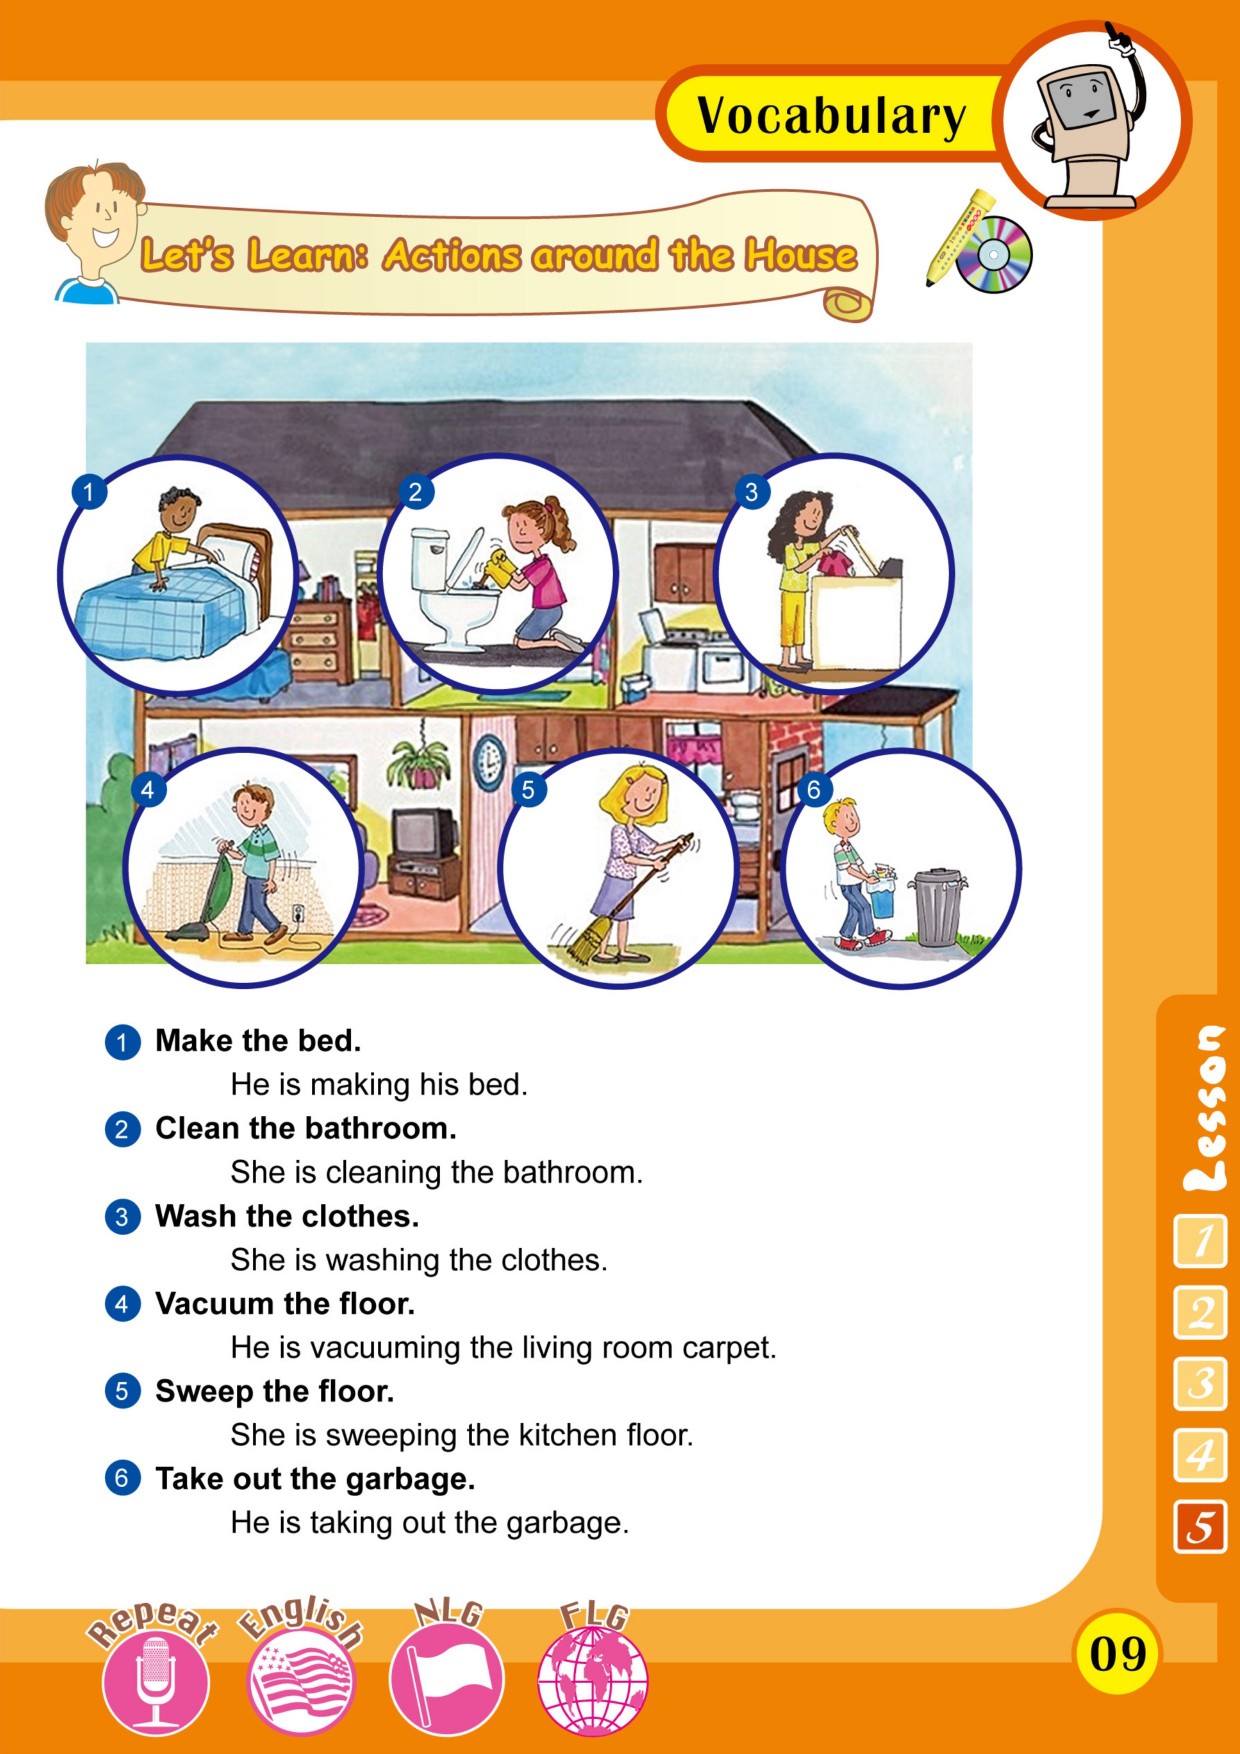 Vocabulary
Let's Learn: Actions around the House
1
2
3
4
5
6
1 Make the bed.
He is making his bed.
2 Clean the bathroom.
She is cleaning the bathroom.
3 Wash the clothes.
She is washing the clothes.
4 Vacuum the floor.
He is vacuuming the living room carpet.
5 Sweep the floor.
She is sweeping the kitchen floor.
6 Take out the garbage.
He is taking out the garbage.
Lesson
1
2
3
4
5
Repeat
English
NLG
FLG
09